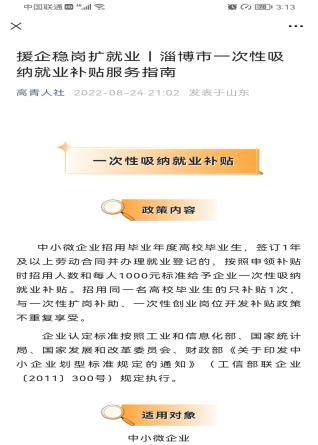 中国联通
3:13
援企稳岗扩就业丨淄博市一次性吸
纳就业补贴服务指南
高青人社 2022-08-24 21:02 发表于山东
一次性吸纳就业补贴
政策内容
中小微企业招用毕业年度高校毕业生，签订1年
及以上劳动合同并办理就业登记的，按照申领补贴
时招用人数和每人1000元标准给予企业一次性吸纳
就业补贴。招用同一名高校毕业生的只补贴1次，
与一次性扩岗补助、一次性创业岗位开发补贴政策
不重复享受。
企业认定标准按照工业和信息化部、国家统计
局、国家发展和改革委员会、财政部《关于印发中
小企业划型标准规定的通知》（工信部联企业
〔2011〕300号）规定执行。
适用对象
中小微企业